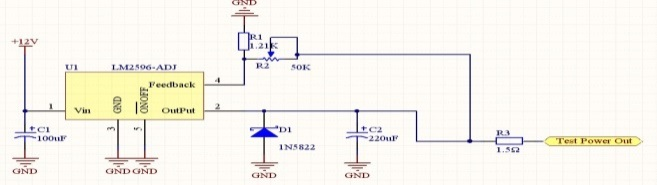 GND
R1
1.21K
+12V
U1 LM2596-ADJ
R2 50K
Feedback 4
1 Vin GND ON/OFF OutPut 2
3 5
C1
100uF
D1
1N5822
C2
220uF
R3
1.5Ω
Test Power Out
GND GND GND GND GND